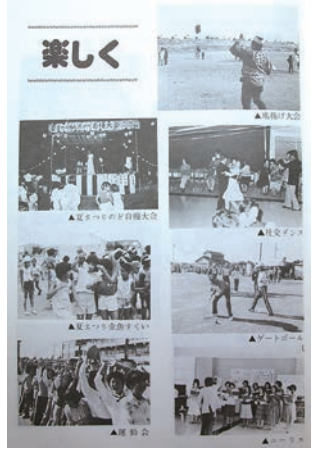 楽しく
▲凧揚げ大会
▲夏まつりのど自慢大会
▲社交ダンス
▲夏まつり金魚すくい
▲ゲートボール
▲運動会
▲コーラス